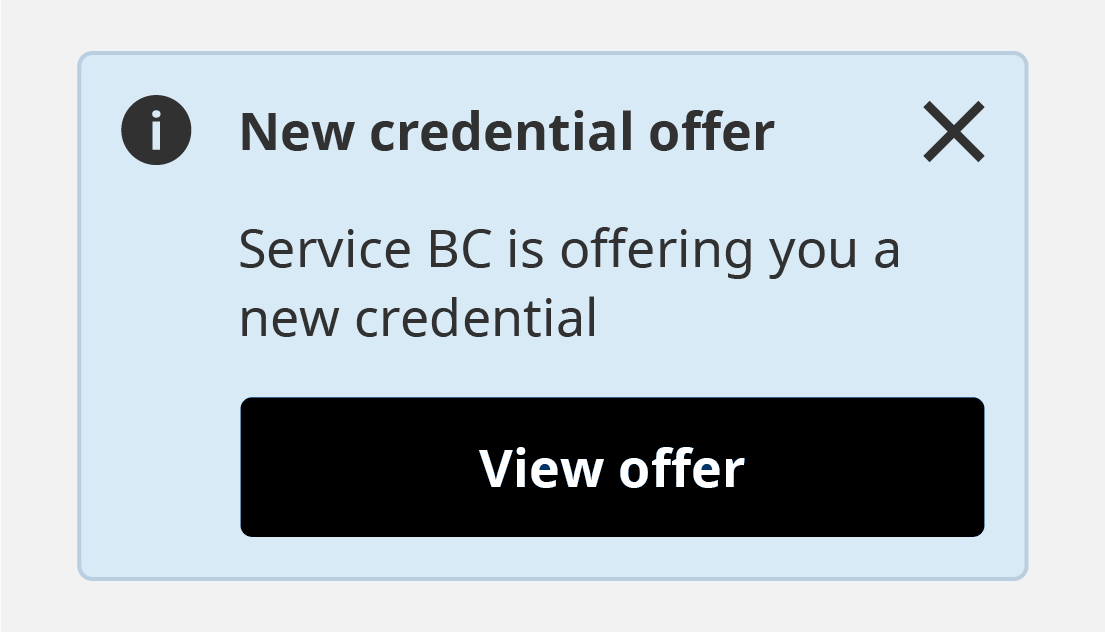 New credential offer
Service BC is offering you a
new credential
View offer